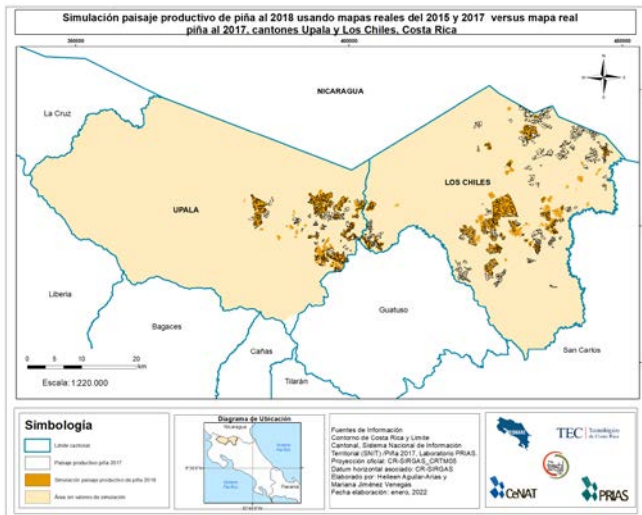 Simulación paisaje productivo de piña al 2018 usando mapas reales del 2015 y 2017 versus mapa real
piña al 2017, cantones Upala y Los Chiles, Costa Rica
350000
400000
450000
NICARAGUA
La Cruz
LOS CHILES
UPALA
Liberia
Bagaces
Guatuso
Cañas
Tilarán
San Carlos
0 5 10 20
km
Escala: 1:220.000
Simbología
Límite cantonal
Paisaje productivo piña 2017
Simulación paisaje productivo de piña 2018
Área sin valores de simulación
Diagrama de Ubicación
Nicaragua
Océano
Pacífico
Panamá
Fuentes de Información
Contorno de Costa Rica y Límite
Cantonal, Sistema Nacional de Información
Territorial (SNIT) /Piña 2017, Laboratorio PRIAS.
Proyección oficial: CR-SIRGAS_CRTM05
Datum horizontal asociado: CR-SIRGAS
Elaborado por: Heileen Aguilar-Arias y
Mariana Jiménez Venegas
Fecha elaboración: enero, 2022
CONARE
TEC Tecnológico
de Costa Rica
CeNAT
PRIAS